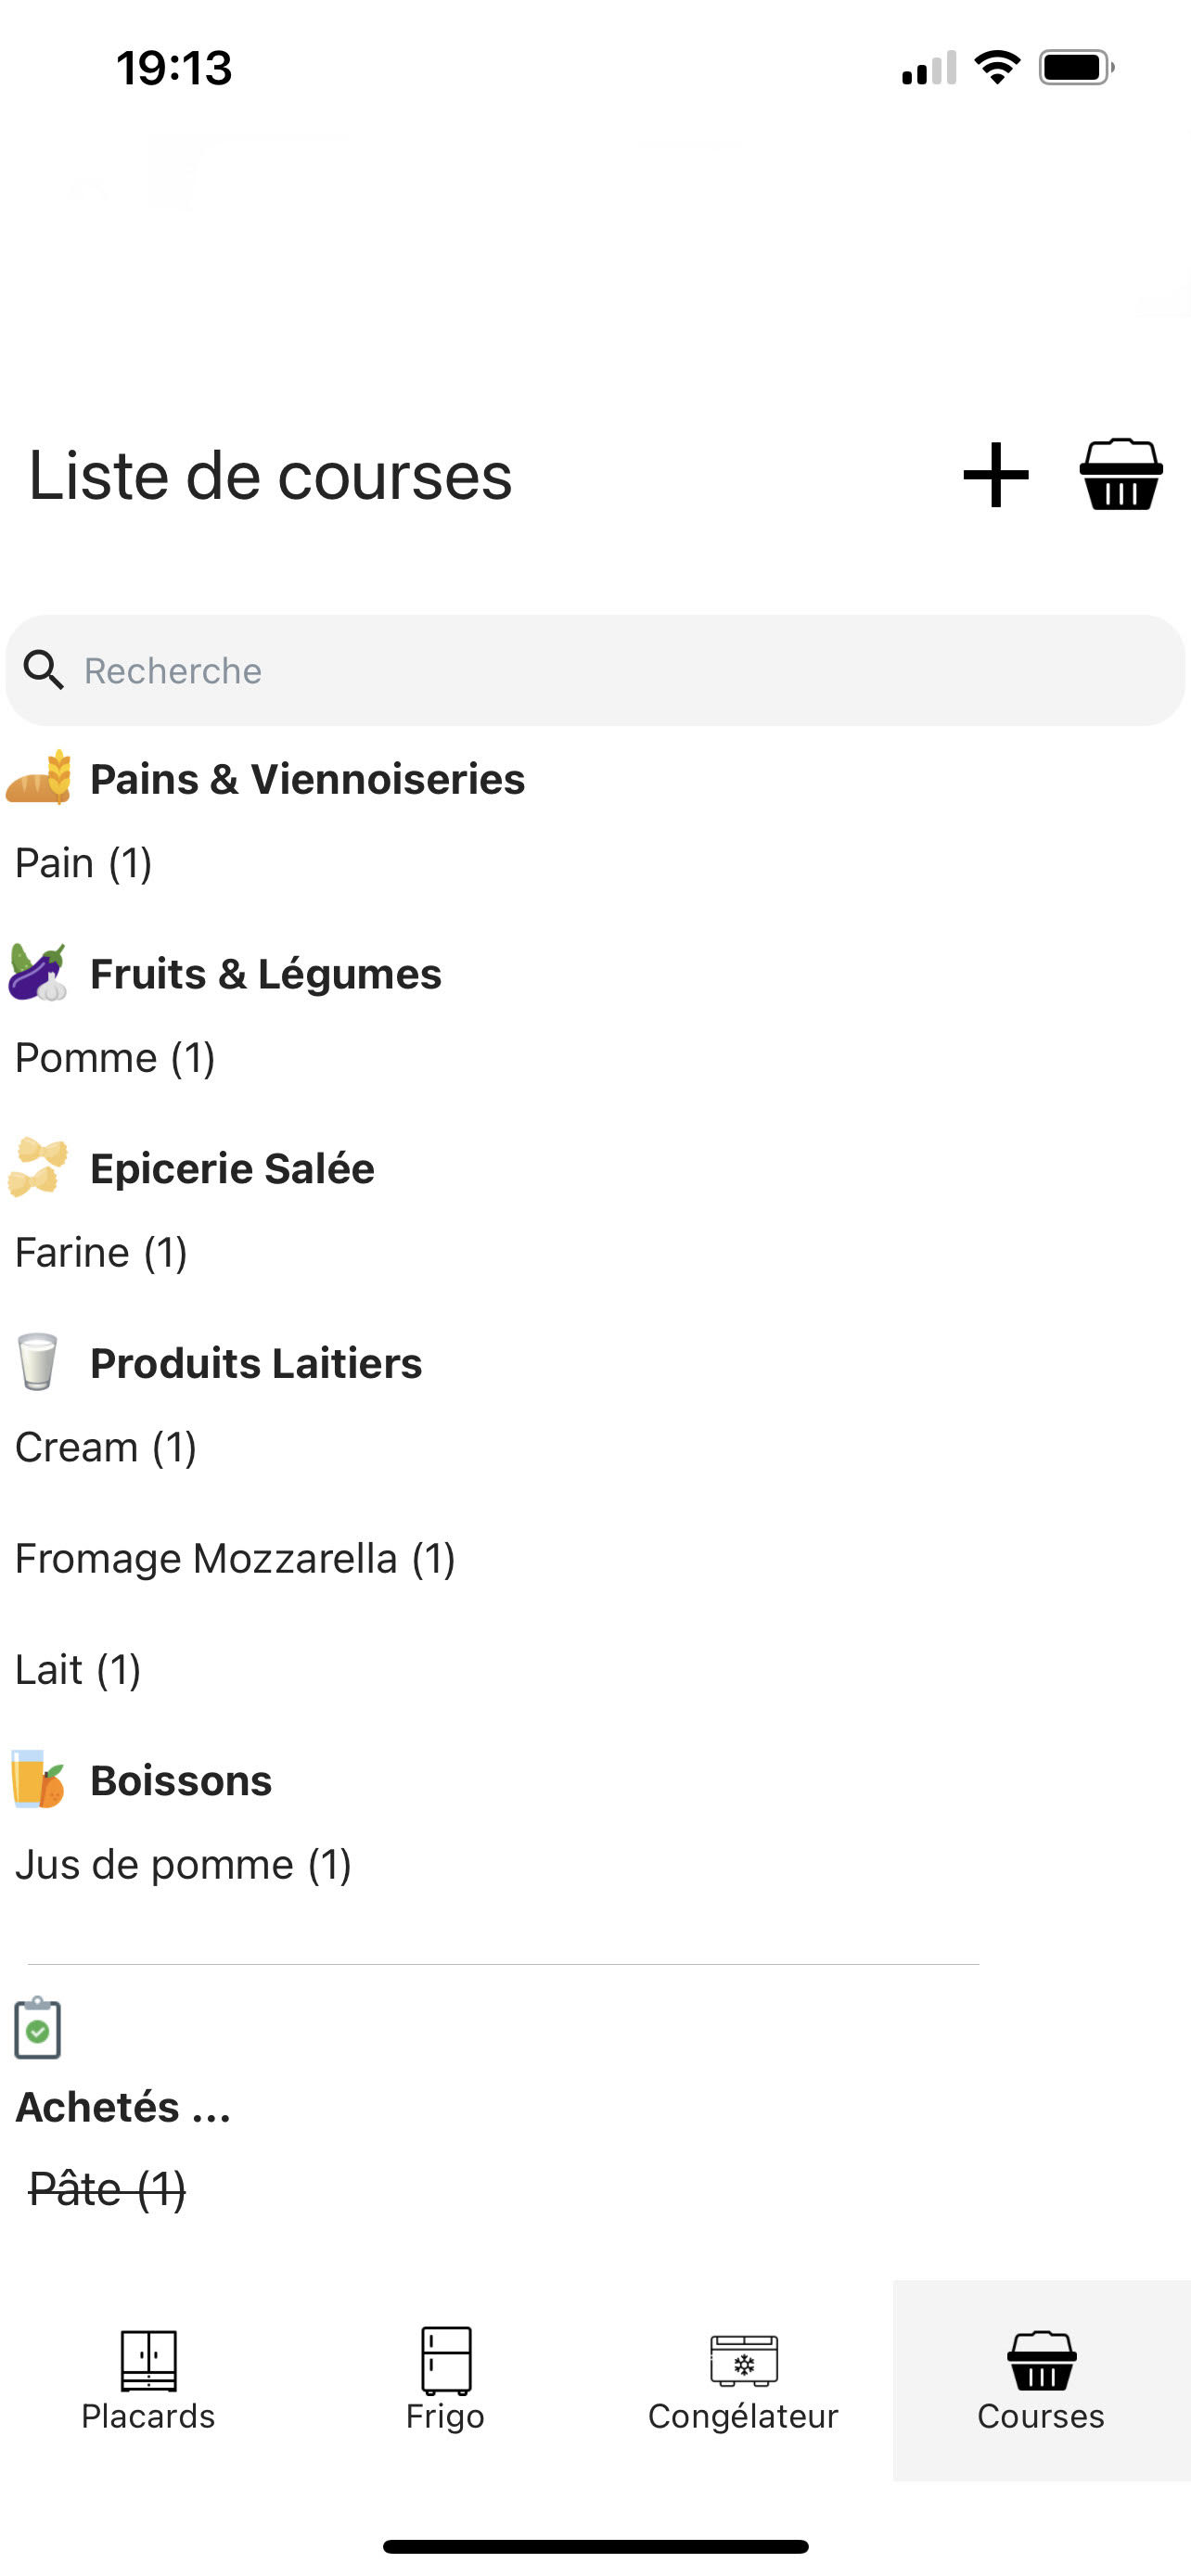 19:13
Liste de courses
Recherche
Pains & Viennoiseries
Pain (1)
Fruits & Légumes
Pomme (1)
Epicerie Salée
Farine (1)
Produits Laitiers
Cream (1)
Fromage Mozzarella (1)
Lait (1)
Boissons
Jus de pomme (1)
Achetés ...
Pâte (1)
Placards Frigo Congélateur Courses